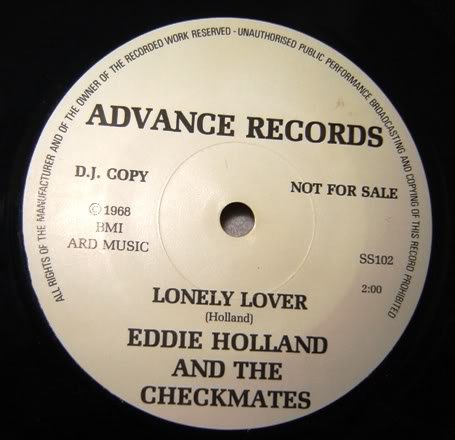 ALL RIGHTS OF THE MANUFACTURER AND OF THE OWNER OF THE RECORDED WORK RESERVED - UNAUTHORISED PUBLIC PERFORMANCE BROADCASTING AND COPYING OF THIS RECORD PROHIBITED
ADVANCE RECORDS
D.J. COPY
NOT FOR SALE
© 1968
BMI
ARD MUSIC
SS102
2:00
LONELY LOVER
(Holland)
EDDIE HOLLAND
AND THE
CHECKMATES